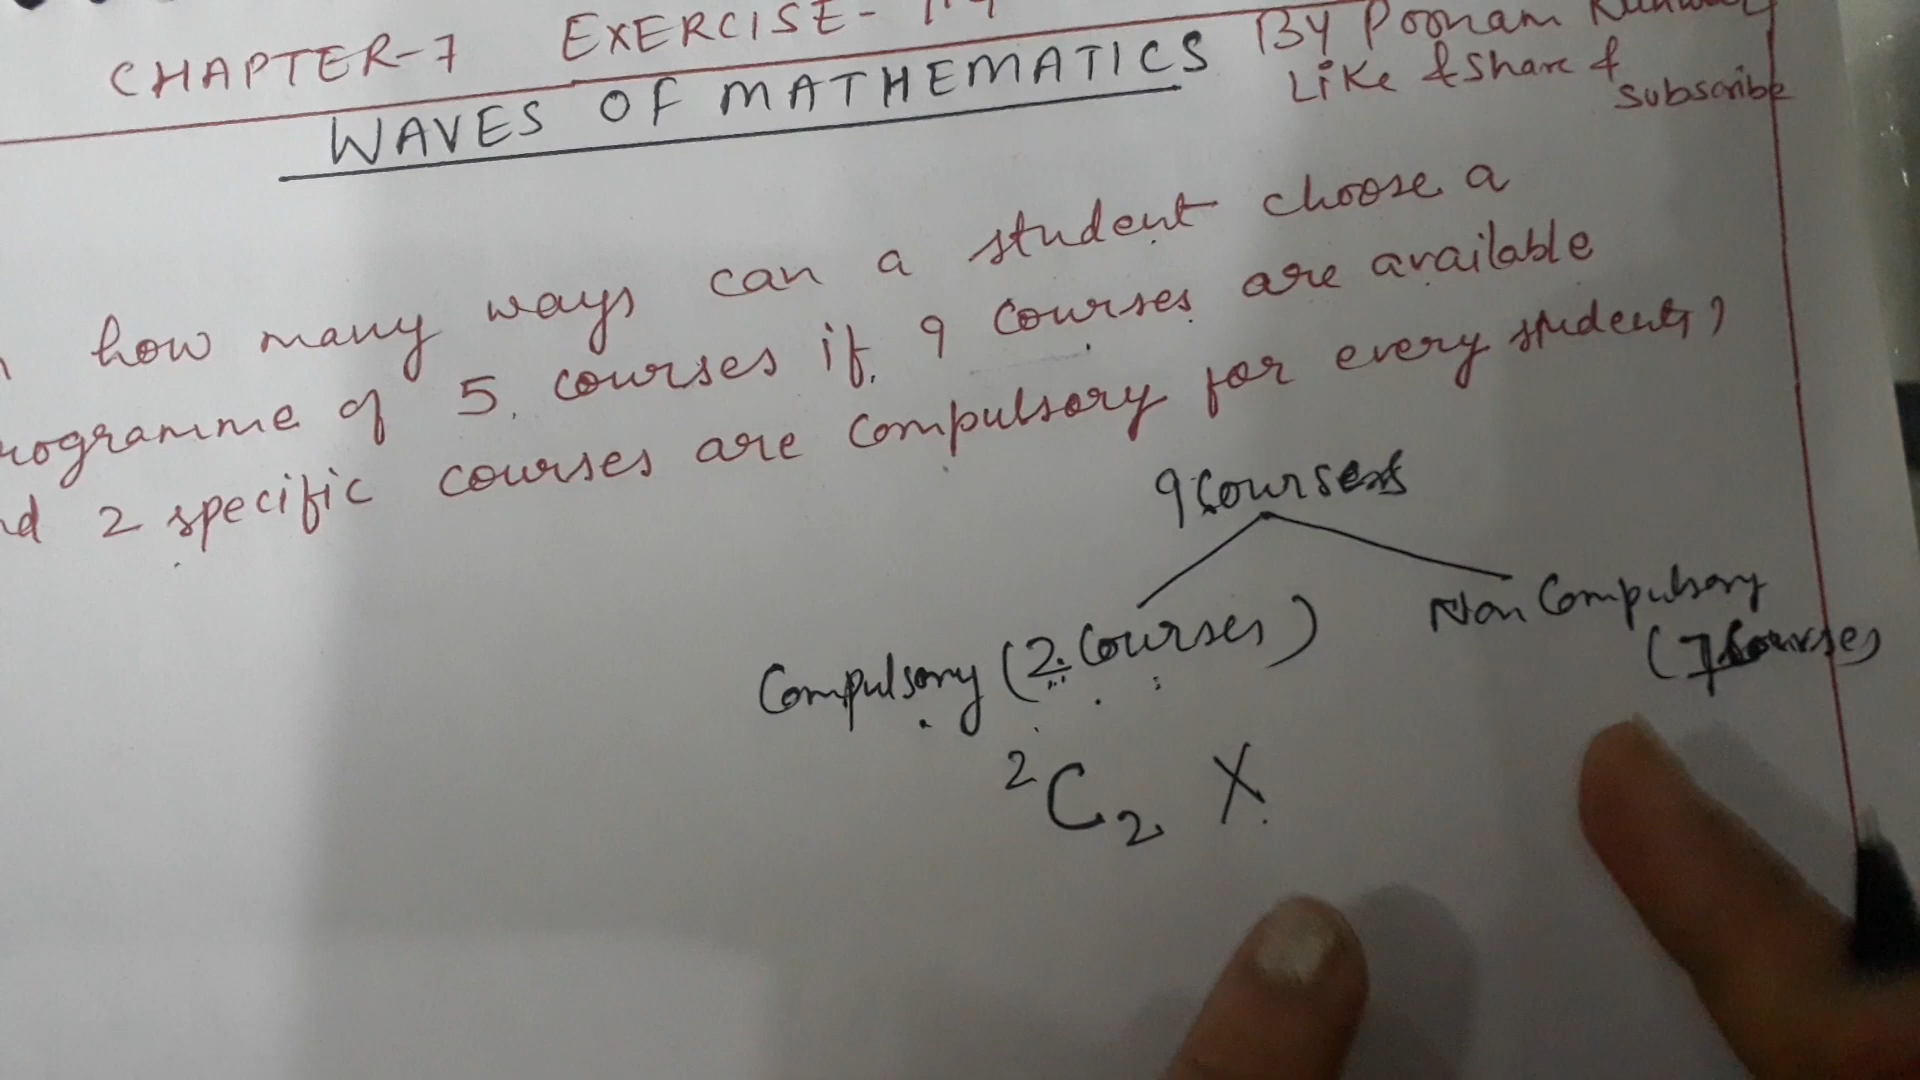 CHAPTER-7 EXERCISE-
WAVES OF MATHEMATICS
BY Poonam
Like & Share &
Subscribe
how many ways can a student choose a
rogramme of 5 courses if 9 courses are available
nd 2 specific courses are compulsory for every student?
9 Courses
Compulsory (2 Courses)
Non Compulsory
(7 Courses
²C₂ X